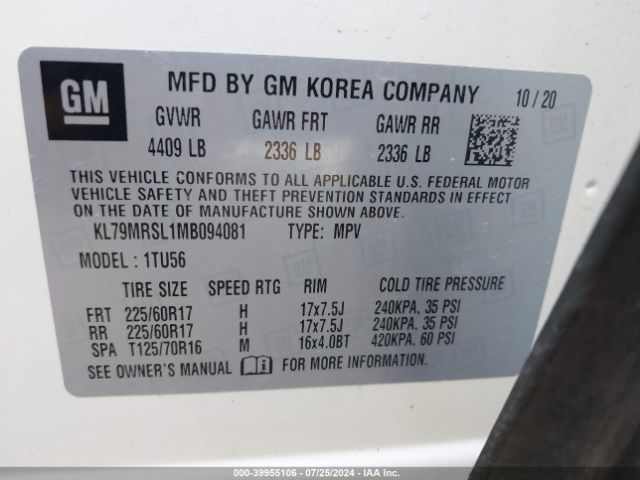 GM
MFD BY GM KOREA COMPANY 10/20
GVWR GAWR FRT GAWR RR
4409 LB 2336 LB 2336 LB
THIS VEHICLE CONFORMS TO ALL APPLICABLE U.S. FEDERAL MOTOR
VEHICLE SAFETY AND THEFT PREVENTION STANDARDS IN EFFECT
ON THE DATE OF MANUFACTURE SHOWN ABOVE.
KL79MRSL1MB094081 TYPE: MPV
MODEL: 1TU56
TIRE SIZE SPEED RTG RIM COLD TIRE PRESSURE
FRT 225/60R17 H 17x7.5J 240KPA, 35 PSI
RR 225/60R17 H 17x7.5J 240KPA, 35 PSI
SPA T125/70R16 M 16x4.0BT 420KPA, 60 PSI
SEE OWNER'S MANUAL FOR MORE INFORMATION.
000-39955106 - 07/25/2024 - IAA Inc.